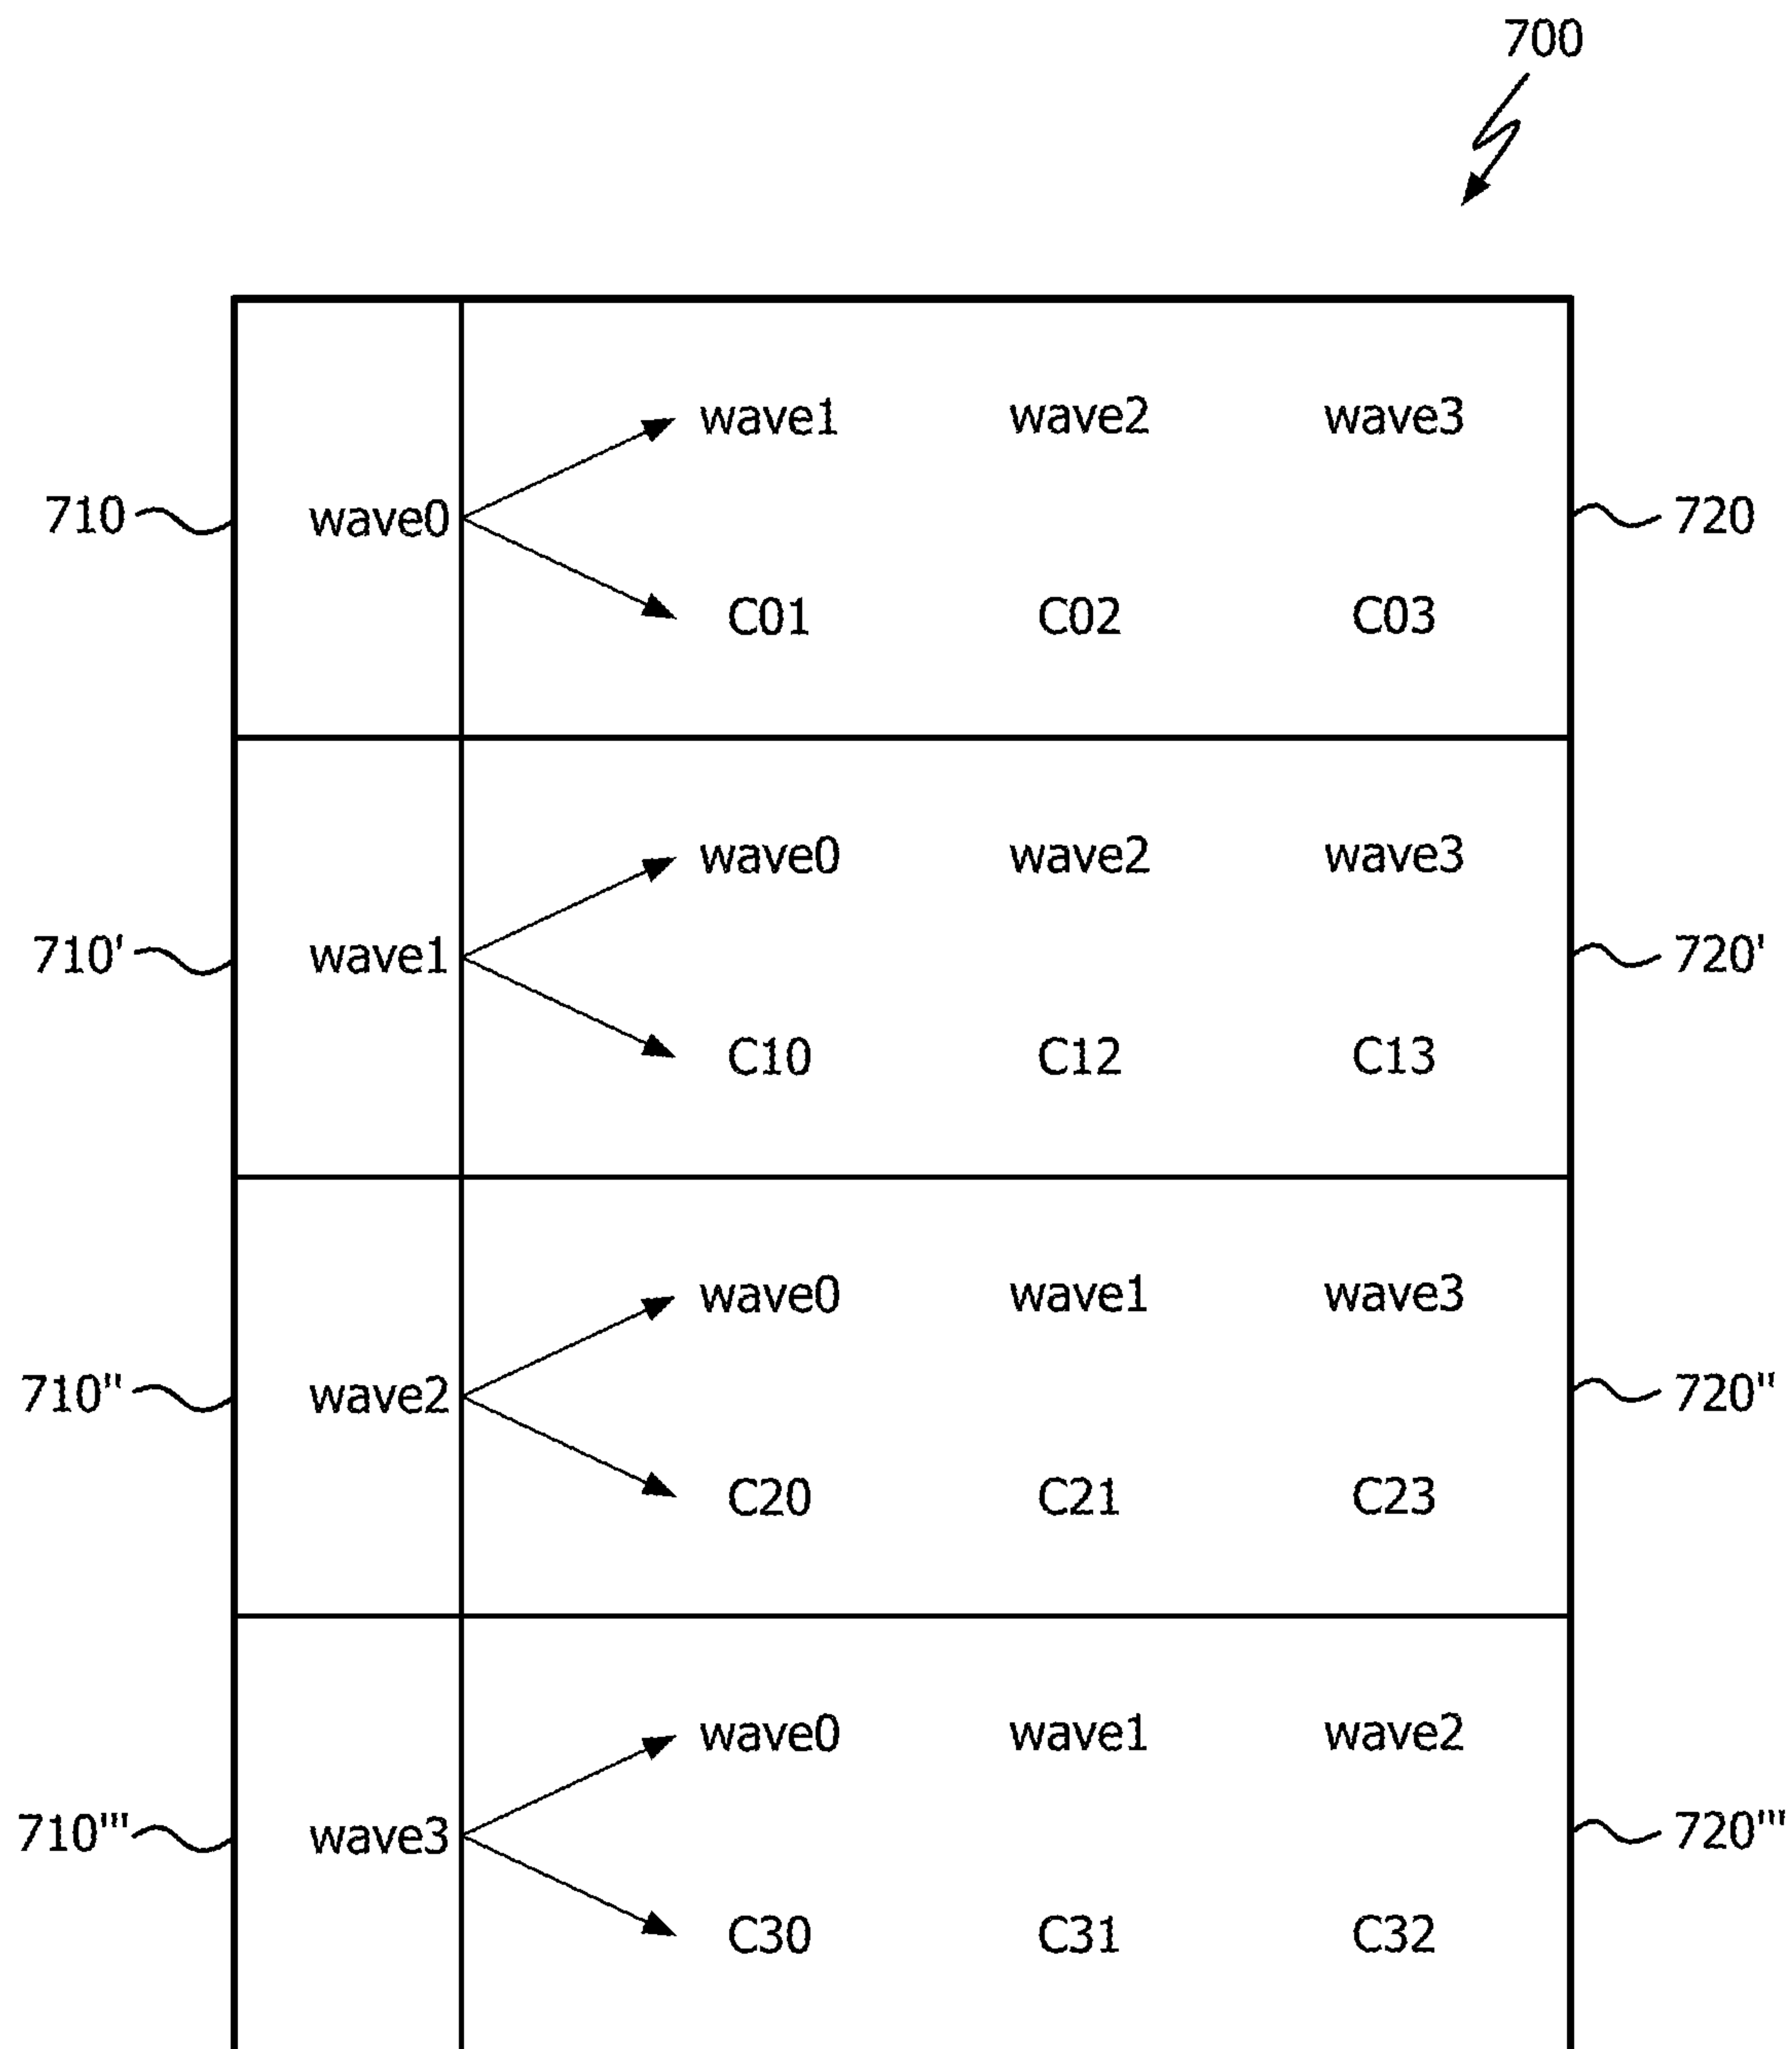 700
wave1 wave2 wave3
710 wave0 720
C01 C02 C03
wave0 wave2 wave3
710' wave1 720'
C10 C12 C13
wave0 wave1 wave3
710" wave2 720"
C20 C21 C23
wave0 wave1 wave2
710''' wave3 720'''
C30 C31 C32